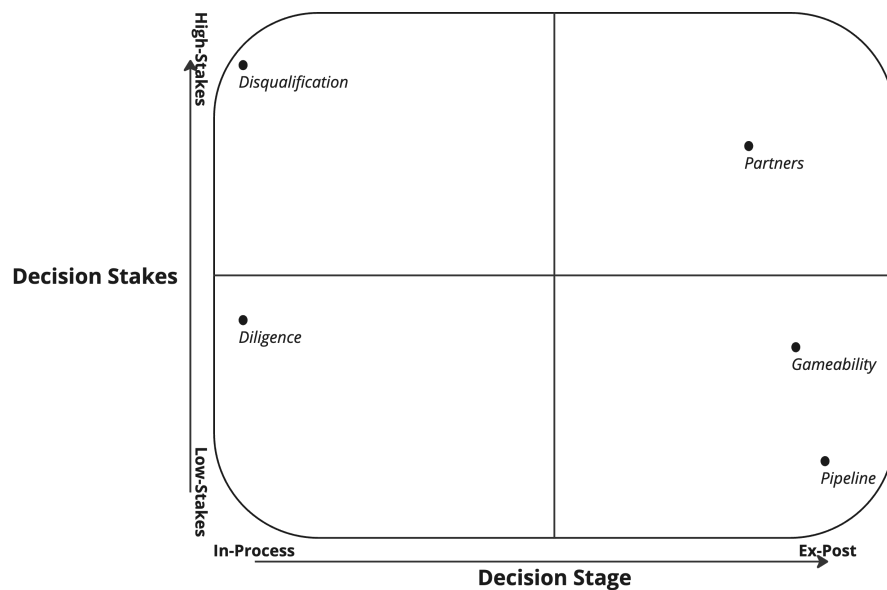 High-Stakes
Disqualification
Partners
Decision Stakes
Diligence
Gameability
Low-Stakes
Pipeline
In-Process
Ex-Post
Decision Stage